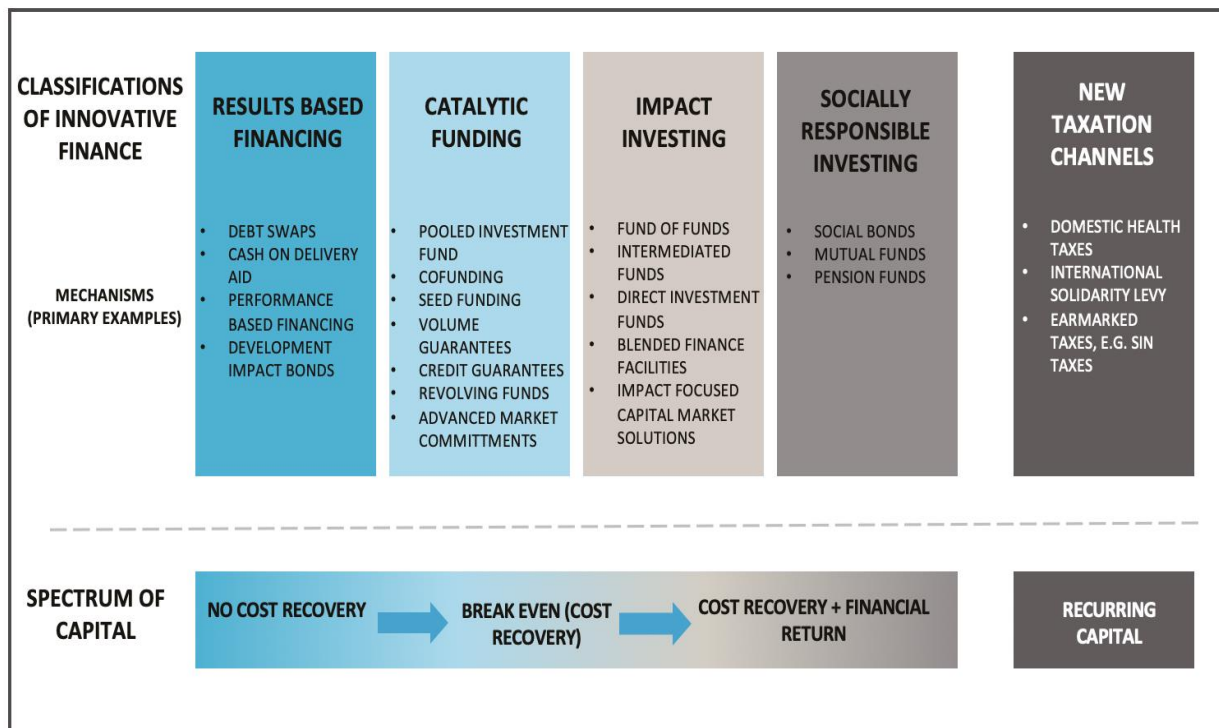 CLASSIFICATIONS
OF INNOVATIVE
FINANCE
RESULTS BASED
FINANCING
CATALYTIC
FUNDING
IMPACT
INVESTING
SOCIALLY
RESPONSIBLE
INVESTING
NEW
TAXATION
CHANNELS
MECHANISMS
(PRIMARY EXAMPLES)
• DEBT SWAPS
• CASH ON DELIVERY
AID
• PERFORMANCE
BASED FINANCING
• DEVELOPMENT
IMPACT BONDS
• POOLED INVESTMENT
FUND
• COFUNDING
• SEED FUNDING
• VOLUME
GUARANTEES
• CREDIT GUARANTEES
• REVOLVING FUNDS
• ADVANCED MARKET
COMMITTMENTS
• FUND OF FUNDS
• INTERMEDIATED
FUNDS
• DIRECT INVESTMENT
FUNDS
• BLENDED FINANCE
FACILITIES
• IMPACT FOCUSED
CAPITAL MARKET
SOLUTIONS
• SOCIAL BONDS
• MUTUAL FUNDS
• PENSION FUNDS
• DOMESTIC HEALTH
TAXES
• INTERNATIONAL
SOLIDARITY LEVY
• EARMARKED
TAXES, E.G. SIN
TAXES
SPECTRUM OF
CAPITAL
NO COST RECOVERY
BREAK EVEN (COST
RECOVERY)
COST RECOVERY + FINANCIAL
RETURN
RECURRING
CAPITAL